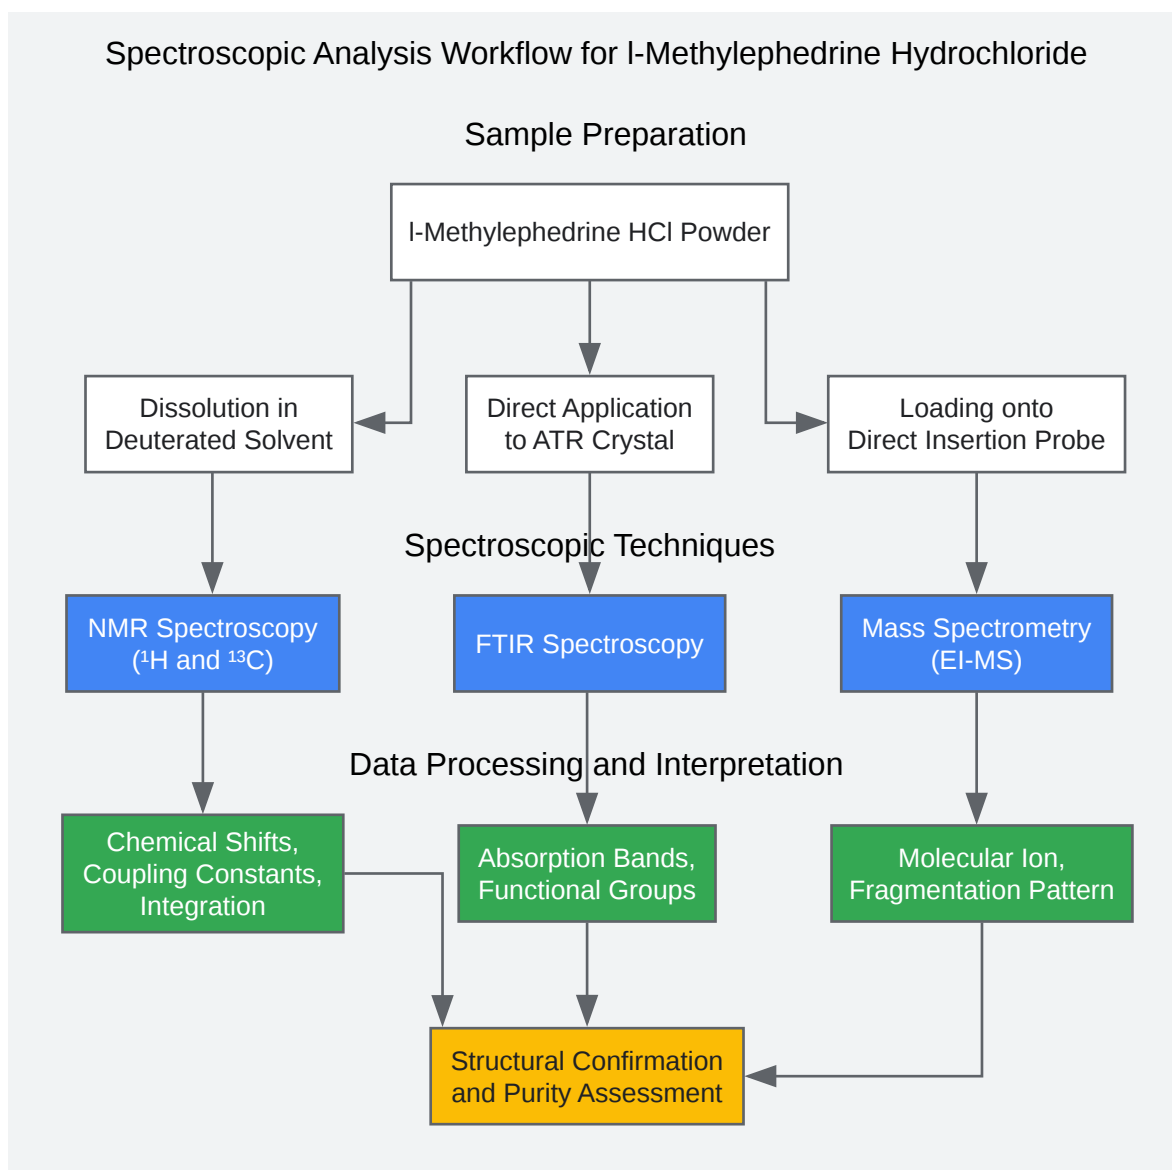 Spectroscopic Analysis Workflow for l-Methylephedrine Hydrochloride
Sample Preparation
l-Methylephedrine HCl Powder
Dissolution in
Deuterated Solvent
Direct Application
to ATR Crystal
Loading onto
Direct Insertion Probe
Spectroscopic Techniques
NMR Spectroscopy
(¹H and ¹³C)
FTIR Spectroscopy
Mass Spectrometry
(EI-MS)
Data Processing and Interpretation
Chemical Shifts,
Coupling Constants,
Integration
Absorption Bands,
Functional Groups
Molecular Ion,
Fragmentation Pattern
Structural Confirmation
and Purity Assessment